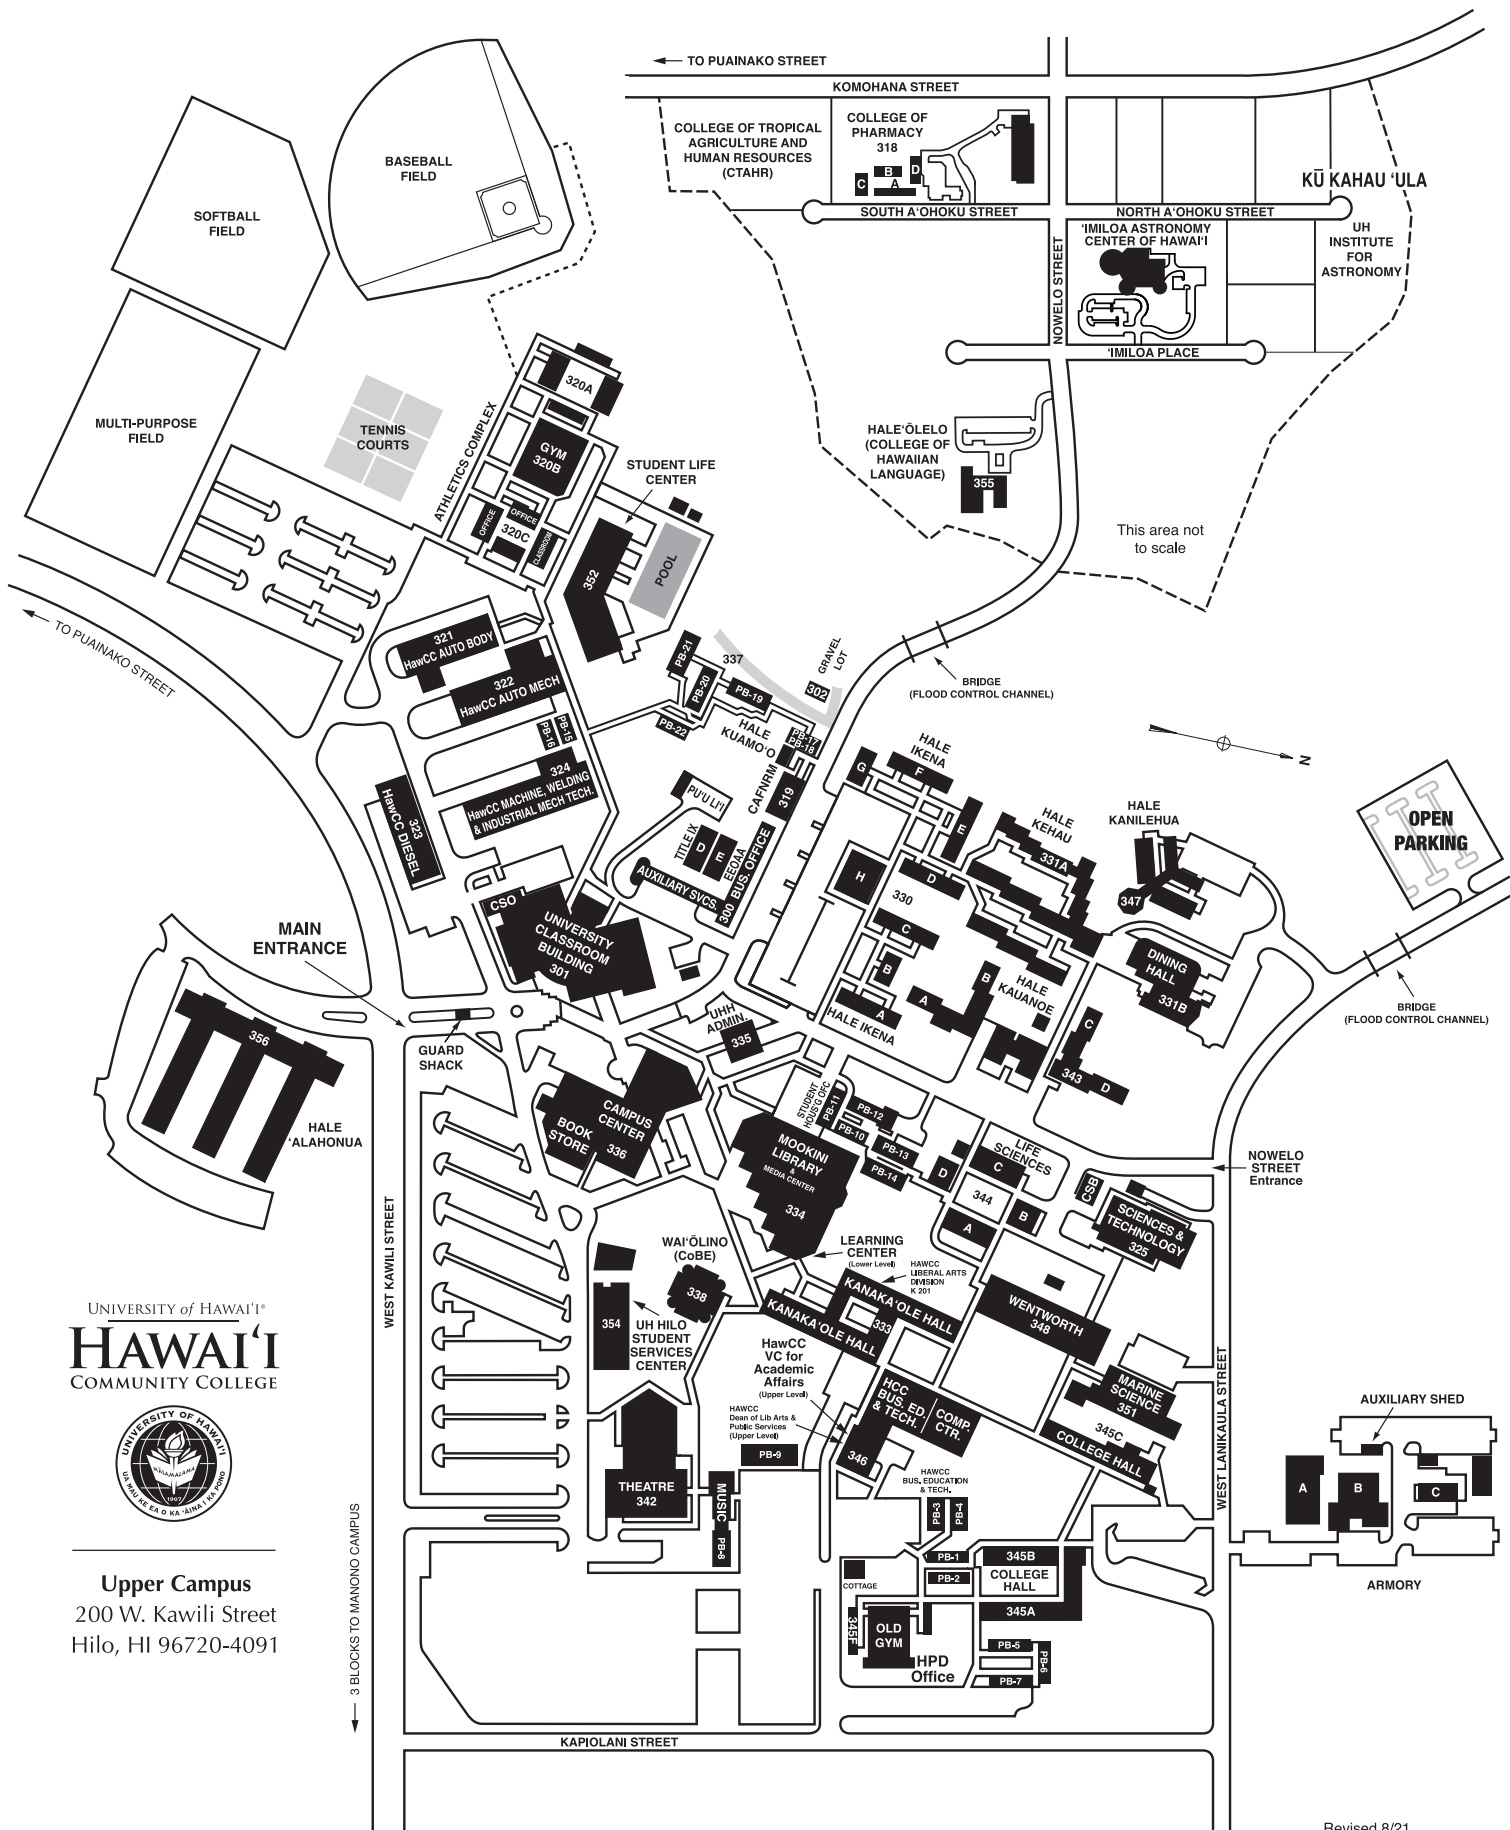 TO PUAINAKO STREET
KOMOHANA STREET
COLLEGE OF TROPICAL
AGRICULTURE AND
HUMAN RESOURCES
(CTAHR)
COLLEGE OF
PHARMACY
318
C
B
A
D
SOUTH A‘OHOKU STREET
NORTH A‘OHOKU STREET
KŪ KAHAU ‘ULA
UH
INSTITUTE
FOR
ASTRONOMY
‘IMILOA ASTRONOMY
CENTER OF HAWAI‘I
NOWELO STREET
‘IMILOA PLACE
BASEBALL
FIELD
SOFTBALL
FIELD
MULTI-PURPOSE
FIELD
TENNIS
COURTS
ATHLETICS COMPLEX
320A
GYM
320B
OFFICE
OFFICE
320C
CLASSROOM
STUDENT LIFE
CENTER
352
POOL
HALE‘ŌLELO
(COLLEGE OF
HAWAIIAN
LANGUAGE)
355
This area not
to scale
TO PUAINAKO STREET
321
HawCC AUTO BODY
322
HawCC AUTO MECH
PB-16
PB-15
324
HawCC MACHINE, WELDING
& INDUSTRIAL MECH TECH.
323
HawCC DIESEL
PB-21
PB-20
337
PB-19
PB-22
HALE
KUAMO‘O
PB-17
PB-18
GRAVEL
LOT
302
BRIDGE
(FLOOD CONTROL CHANNEL)
N
CAFNRM
319
PU‘U LI‘I
TITLE IX
D
E
EEOAA
300 BUS. OFFICE
AUXILIARY SVCS.
CSO
UNIVERSITY
CLASSROOM
BUILDING
301
G
HALE
IKENA
F
E
H
D
330
C
B
A
HALE IKENA
HALE
KEHAU
331A
HALE
KANILEHUA
347
OPEN
PARKING
DINING
HALL
331B
HALE
KAUANOE
B
A
C
343
D
BRIDGE
(FLOOD CONTROL CHANNEL)
MAIN
ENTRANCE
GUARD
SHACK
356
HALE
‘ALAHONUA
UHH
ADMIN.
335
CAMPUS
CENTER
BOOK
STORE
336
STUDENT
HOUS'G OFC
PB-11
PB-12
PB-10
PB-13
PB-14
MOOKINI
LIBRARY
&
MEDIA CENTER
334
LIFE
SCIENCES
D
C
344
A
B
CSB
SCIENCES &
TECHNOLOGY
325
NOWELO
STREET
Entrance
WEST KAWILI STREET
WAI‘ŌLINO
(CoBE)
338
LEARNING
CENTER
(Lower Level)
HAWCC
LIBERAL ARTS
DIVISION
K 201
KANAKA‘OLE HALL
KANAKA‘OLE HALL
333
WENTWORTH
348
354
UH HILO
STUDENT
SERVICES
CENTER
HawCC
VC for
Academic
Affairs
(Upper Level)
HAWCC
Dean of Lib Arts &
Public Services
(Upper Level)
HCC
BUS. ED.
& TECH.
COMP.
CTR.
346
MARINE
SCIENCE
351
345C
COLLEGE HALL
WEST LANIKAULA STREET
AUXILIARY SHED
A
B
C
ARMORY
PB-9
THEATRE
342
MUSIC
PB-8
HAWCC
BUS. EDUCATION
& TECH.
PB-3
PB-4
PB-1
PB-2
345B
COLLEGE
HALL
345A
COTTAGE
345F
OLD
GYM
HPD
Office
PB-5
PB-6
PB-7
KAPIOLANI STREET
3 BLOCKS TO MANONO CAMPUS
UNIVERSITY of HAWAI‘I®
HAWAI‘I
COMMUNITY COLLEGE
UNIVERSITY OF HAWAI‘I
MALAMALAMA
1907
UA MAU KE EA O KA ‘ĀINA I KA PONO
Upper Campus
200 W. Kawili Street
Hilo, HI 96720-4091
Revised 8/21